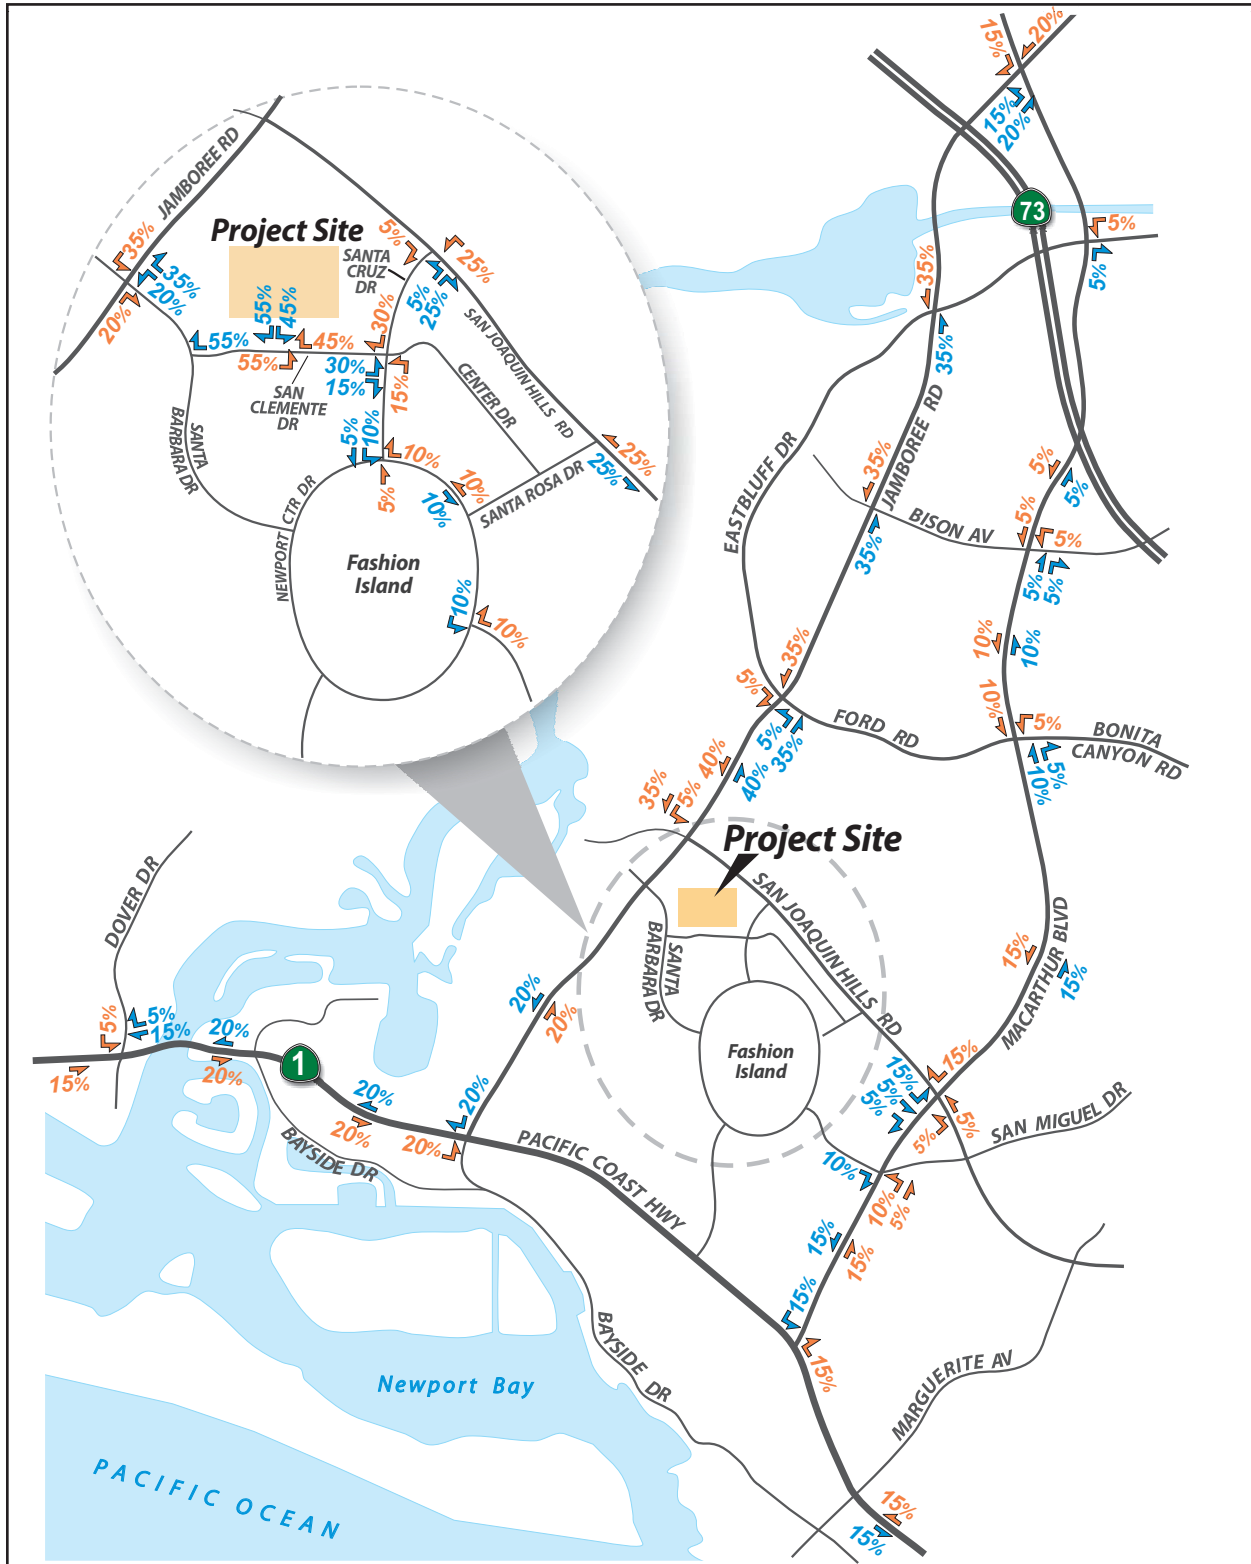 15%
20%
15%
20%
73
5%
5%
JAMBOREE RD
Project Site
35%
35%
20%
20%
5%
SANTA
CRUZ
DR
25%
5%
25%
55%
45%
30%
55%
45%
55%
30%
15%
15%
SAN
CLEMENTE
DR
SAN JOAQUIN HILLS RD
CENTER DR
SANTA
BARBARA DR
5%
10%
10%
5%
10%
10%
25%
25%
SANTA ROSA DR
NEWPORT CTR DR
Fashion
Island
10%
10%
35%
35%
EASTBLUFF DR
JAMBOREE RD
35%
35%
BISON AV
5%
5%
5%
5%
5%
5%
10%
10%
35%
5%
5%
35%
FORD RD
10%
5%
BONITA
CANYON RD
5%
10%
40%
40%
35%
5%
Project Site
SAN JOAQUIN HILLS RD
SANTA
BARBARA DR
Fashion
Island
MACARTHUR BLVD
15%
15%
DOVER DR
5%
5%
15%
20%
15%
20%
1
20%
20%
20%
20%
20%
20%
BAYSIDE DR
PACIFIC COAST HWY
15%
15%
5%
5%
5%
5%
SAN MIGUEL DR
10%
10%
5%
15%
15%
15%
15%
BAYSIDE DR
MARGUERITE AV
Newport Bay
PACIFIC OCEAN
15%
15%